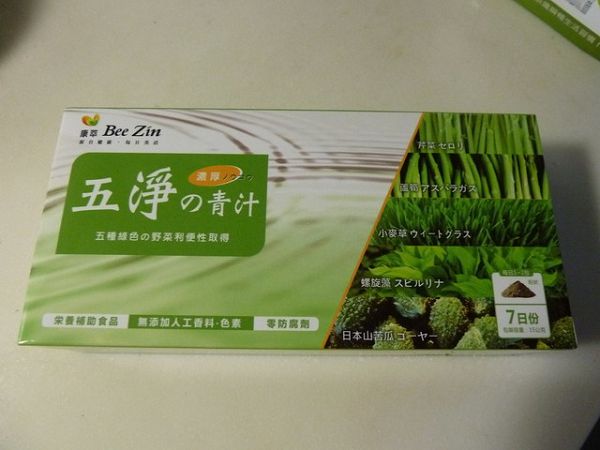 康萃 Bee Zin
濃厚ノウコウ
五淨の青汁
五種綠色の野菜利便性取得
栄養補助食品
無添加人工香料·色素
零防腐劑
芹菜 セロリ
蘆筍 アスパラガス
小麥草 ウィートグラス
螺旋藻 スピルリナ
日本山苦瓜 ゴーヤー
7日份